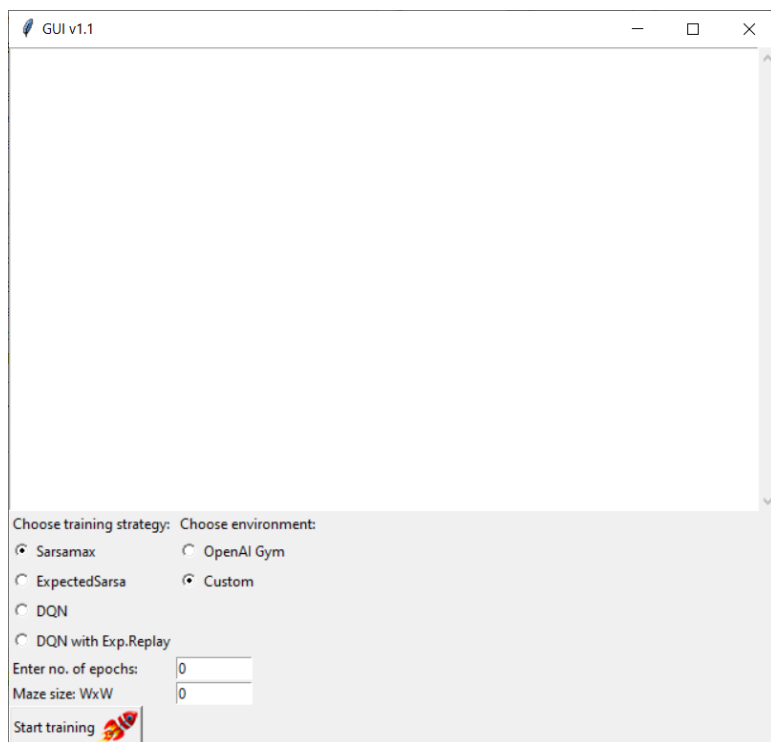 GUI v1.1
Choose training strategy: Choose environment:
Sarsamax OpenAI Gym
ExpectedSarsa Custom
DQN
DQN with Exp.Replay
Enter no. of epochs: 0
Maze size: WxW 0
Start training